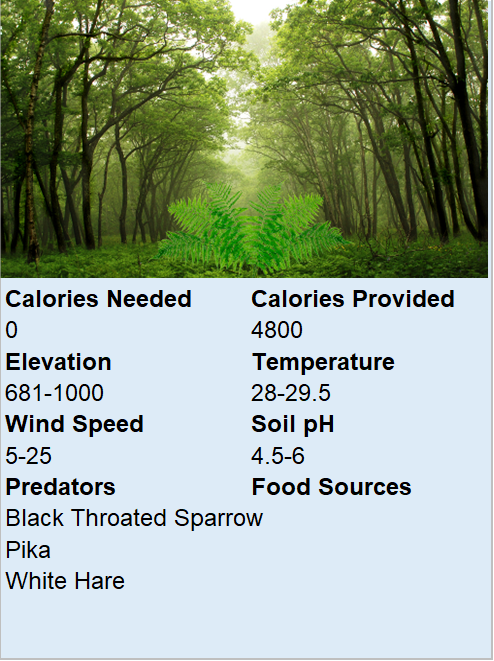 Calories Needed Calories Provided
0 4800
Elevation Temperature
681-1000 28-29.5
Wind Speed Soil pH
5-25 4.5-6
Predators Food Sources
Black Throated Sparrow
Pika
White Hare